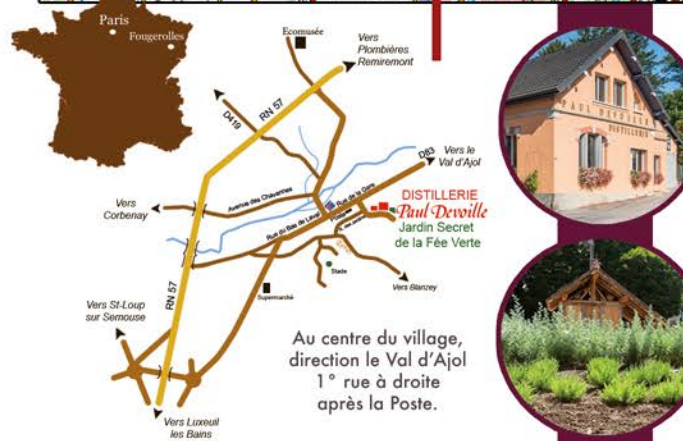 Paris
Fougerolles
Ecomusée
Vers
Plombières
Remiremont
D419
RN 57
D83
Vers le
Val d'Ajol
Vers
Corbenay
Avenue des Chavannes
Rue de la Gare
Rue du Bas de Laval
DISTILLERIE
Paul Devoille
Jardin Secret
de la Fée Verte
Stade
Vers Blanzey
RN 57
Supermarché
Vers St-Loup
sur Semouse
Vers Luxeuil
les Bains
Au centre du village,
direction le Val d'Ajol
1° rue à droite
après la Poste.
PAUL DEVOILLE
DISTILLERIE